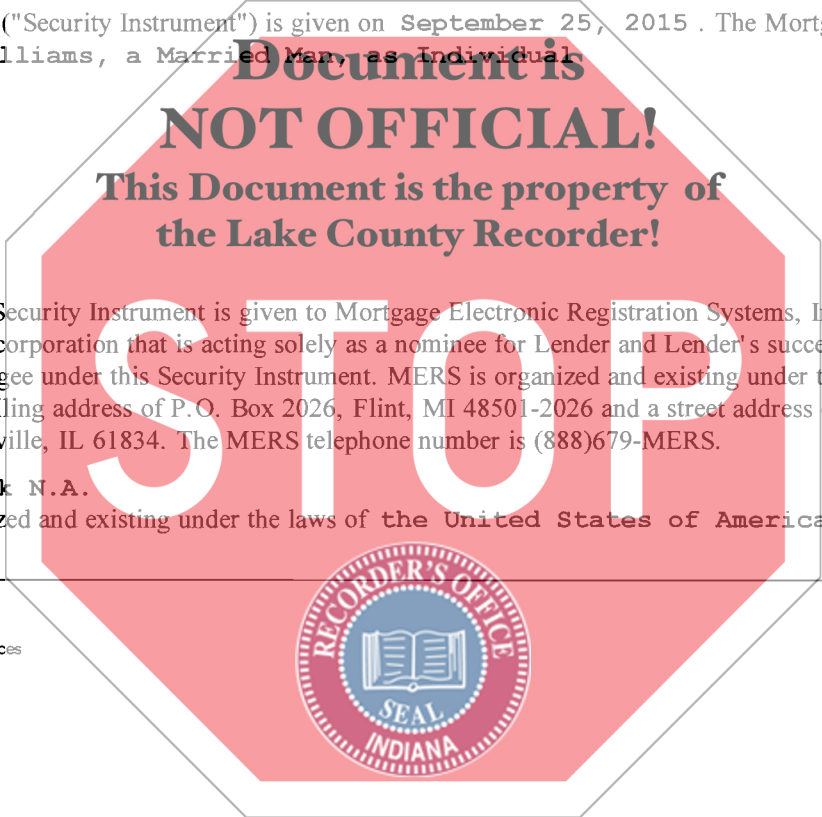 ("Security Instrument") is given on September 25, 2015 . The Mortg
lliams, a Married Man, as Individual
Document is
NOT OFFICIAL!
This Document is the property of
the Lake County Recorder!
Security Instrument is given to Mortgage Electronic Registration Systems, I
corporation that is acting solely as a nominee for Lender and Lender's succe
gee under this Security Instrument. MERS is organized and existing under t
ling address of P.O. Box 2026, Flint, MI 48501-2026 and a street address
ville, IL 61834. The MERS telephone number is (888)679-MERS.
STOP
k N.A.
zed and existing under the laws of the United States of America
RECORDER'S OFFICE
SEAL
INDIANA
ces